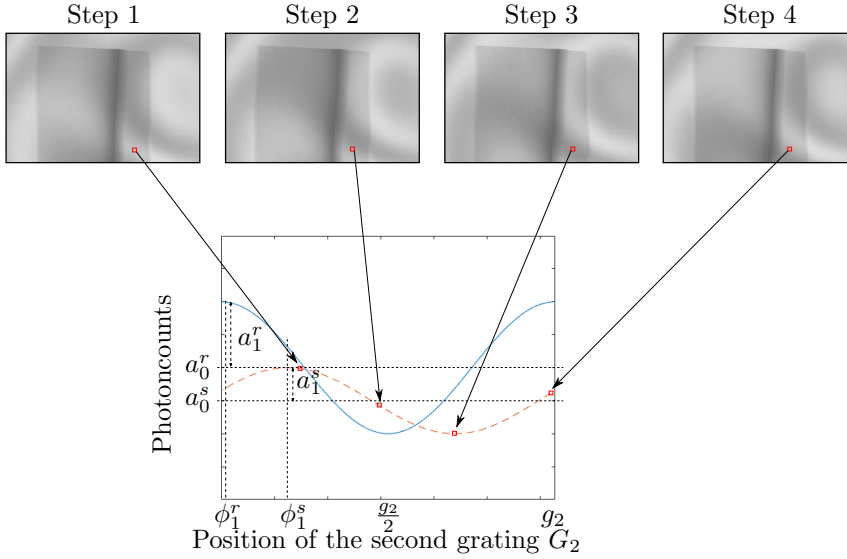 Step 1 Step 2 Step 3 Step 4
Photoncounts
a_1^r
a_0^r
a_1^s
a_0^s
ϕ_1^r ϕ_1^s g_2/2 g_2
Position of the second grating G_2